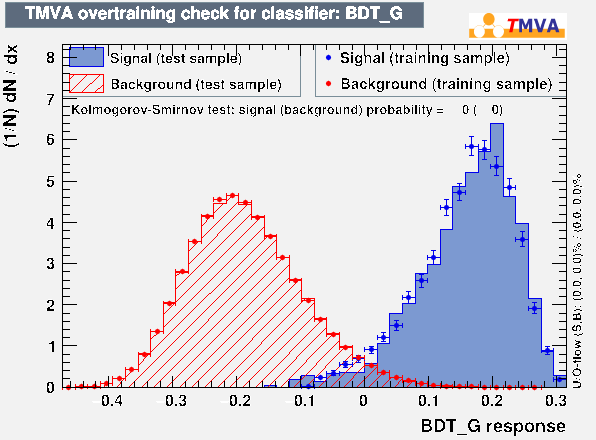 TMVA overtraining check for classifier: BDT_G
TMVA
Signal (test sample)
Background (test sample)
Signal (training sample)
Background (training sample)
Kolmogorov-Smirnov test: signal (background) probability = 0 ( 0)
(1/N) dN / dx
8
7
6
5
4
3
2
1
0
−0.4 −0.3 −0.2 −0.1 0 0.1 0.2 0.3
BDT_G response
U/O-flow (S,B): (0.0, 0.0)% / (0.0, 0.0)%